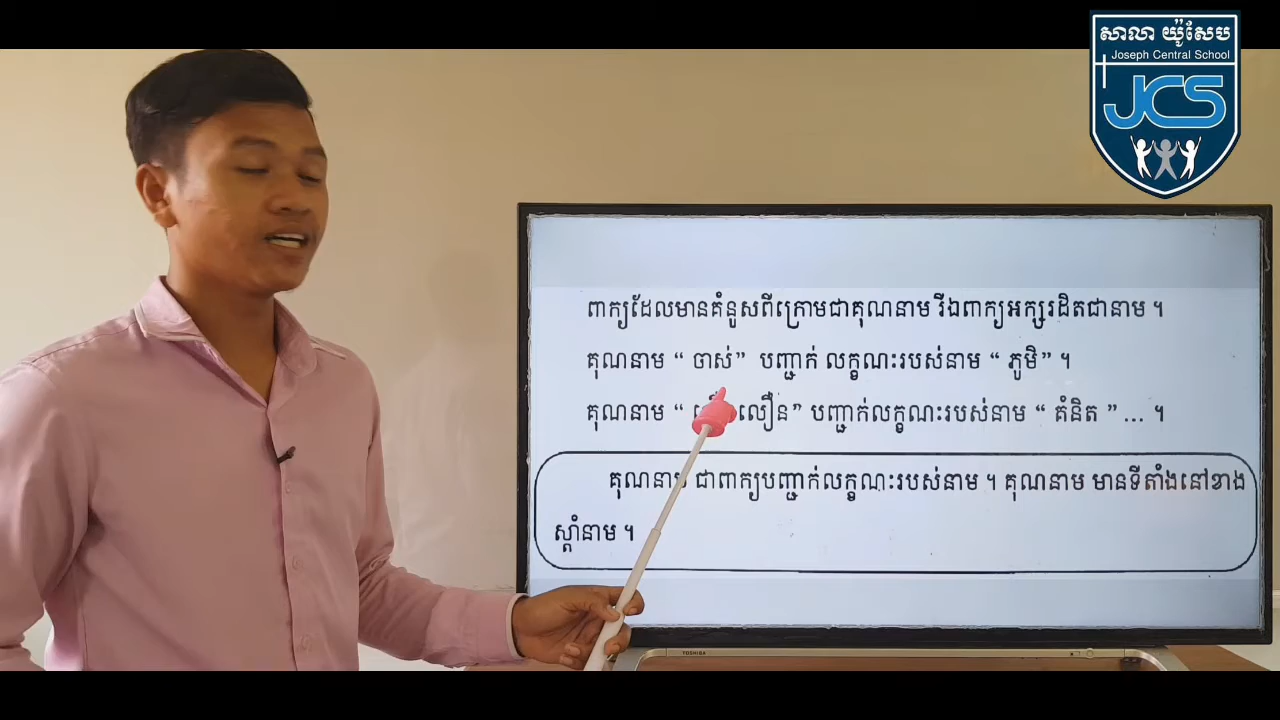 សាលា យ៉ូសែប
Joseph Central School
JCS
ពាក្យដែលមានគំនូសពីក្រោមជាគុណនាម រីឯពាក្យអក្សរដិតជានាម ។
គុណនាម “ ចាស់” បញ្ជាក់ លក្ខណៈរបស់នាម “ ភូមិ” ។
គុណនាម “ លឿន” បញ្ជាក់លក្ខណៈរបស់នាម “ គំនិត ” ... ។
គុណនាម ជាពាក្យបញ្ជាក់លក្ខណៈរបស់នាម ។ គុណនាម មានទីតាំងនៅខាង
ស្តាំនាម ។
TOSHIBA